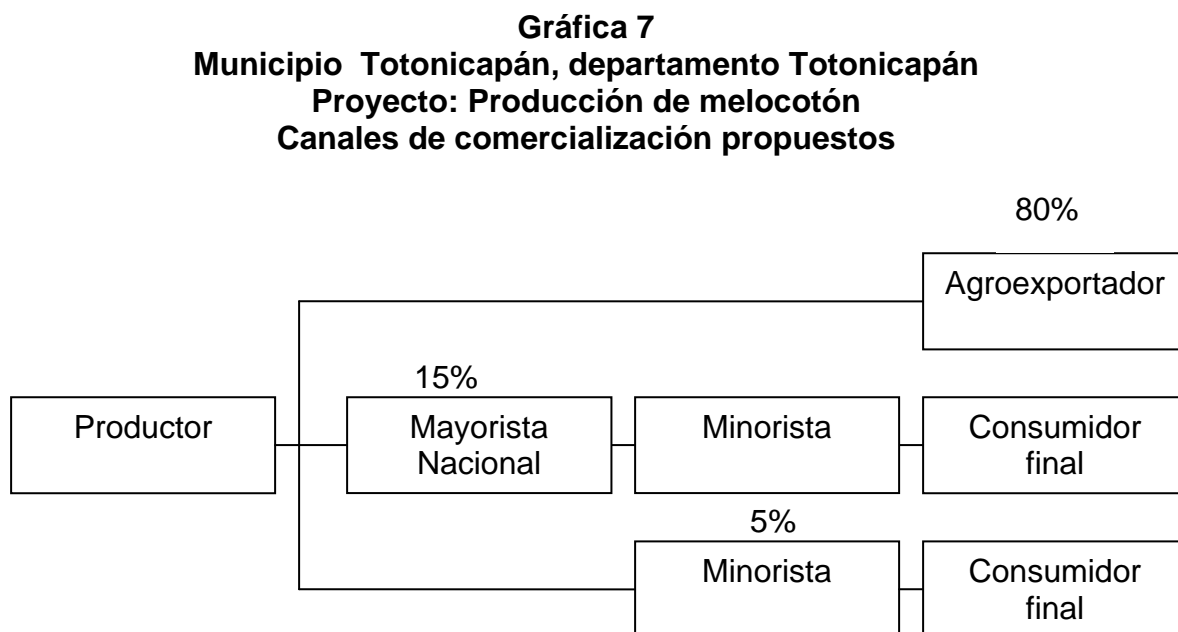 Gráfica 7
Municipio Totonicapán, departamento Totonicapán
Proyecto: Producción de melocotón
Canales de comercialización propuestos
80%
Agroexportador
15%
Productor
Mayorista
Nacional
Minorista
Consumidor
final
5%
Minorista
Consumidor
final